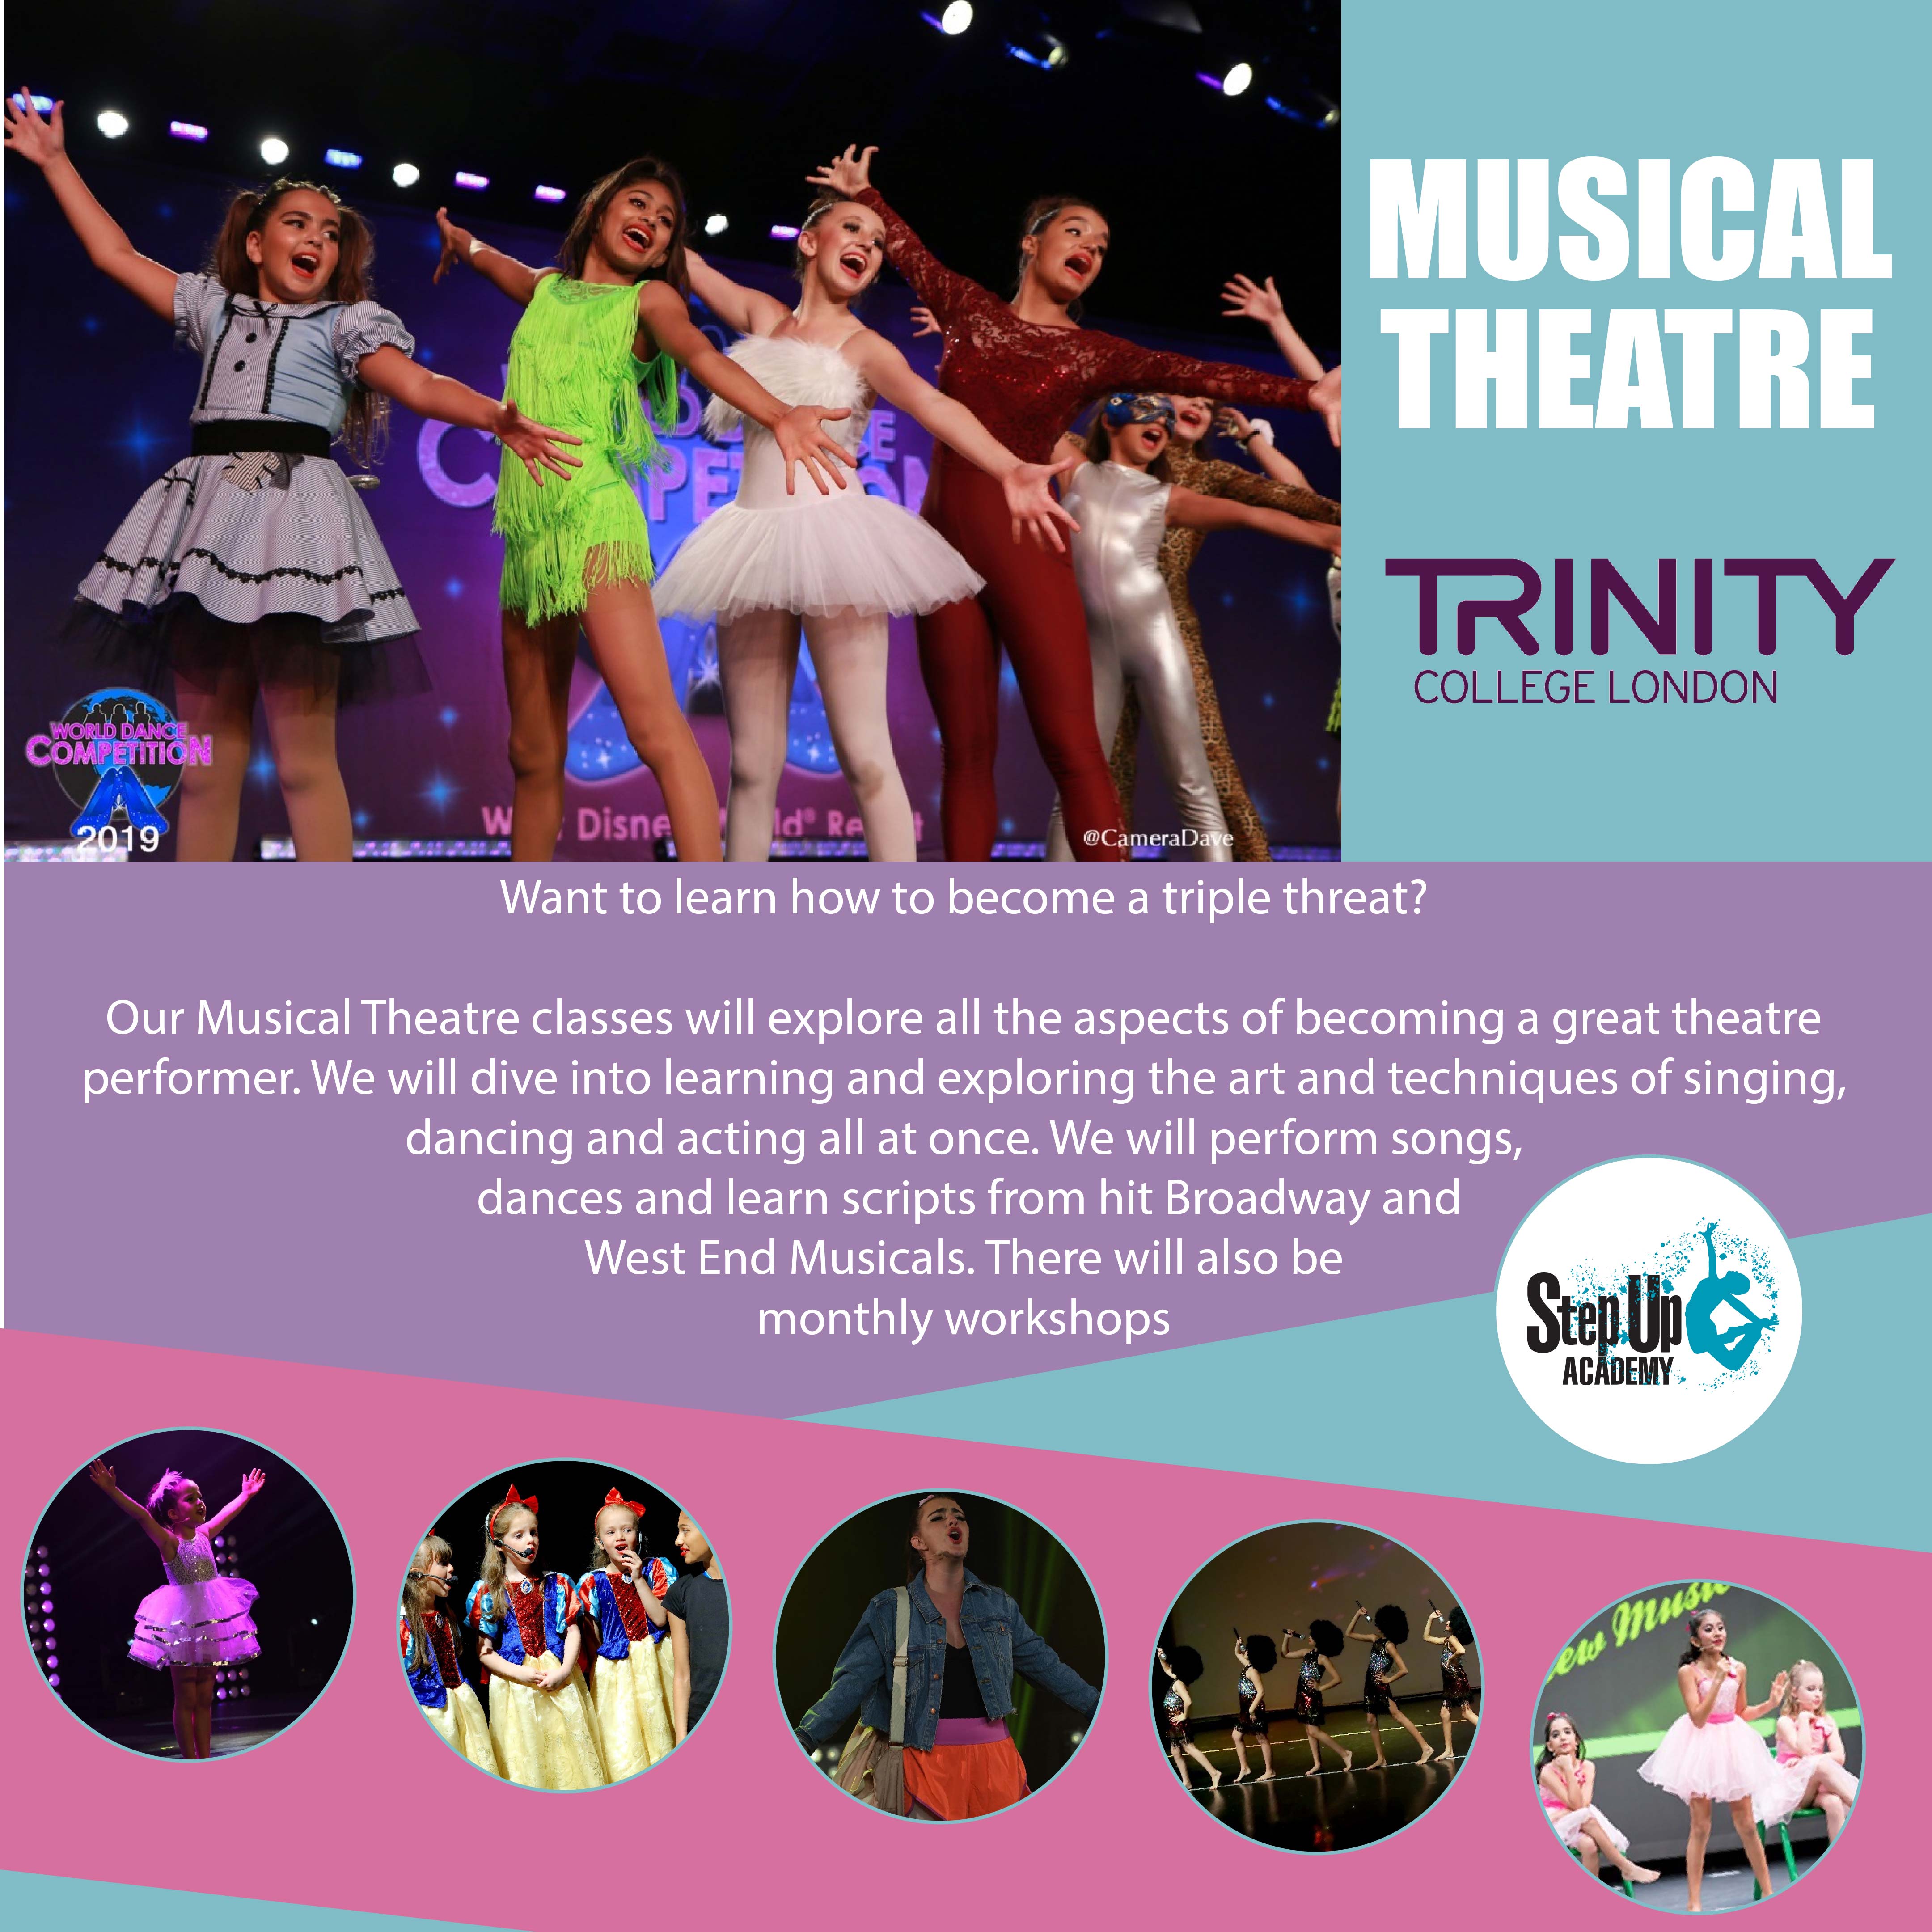 MUSICAL
THEATRE
TRINITY
COLLEGE LONDON
WORLD DANCE
COMPETITION
2019
@CameraDave
Want to learn how to become a triple threat?
Our Musical Theatre classes will explore all the aspects of becoming a great theatre
performer. We will dive into learning and exploring the art and techniques of singing,
dancing and acting all at once. We will perform songs,
dances and learn scripts from hit Broadway and
West End Musicals. There will also be
monthly workshops
Step Up
ACADEMY